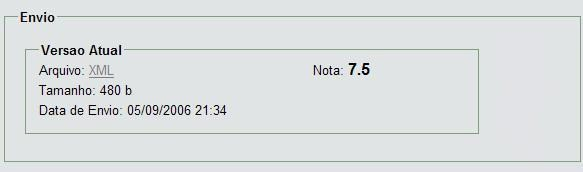 Envio
Versao Atual
Arquivo: XML Nota: 7.5
Tamanho: 480 b
Data de Envio: 05/09/2006 21:34